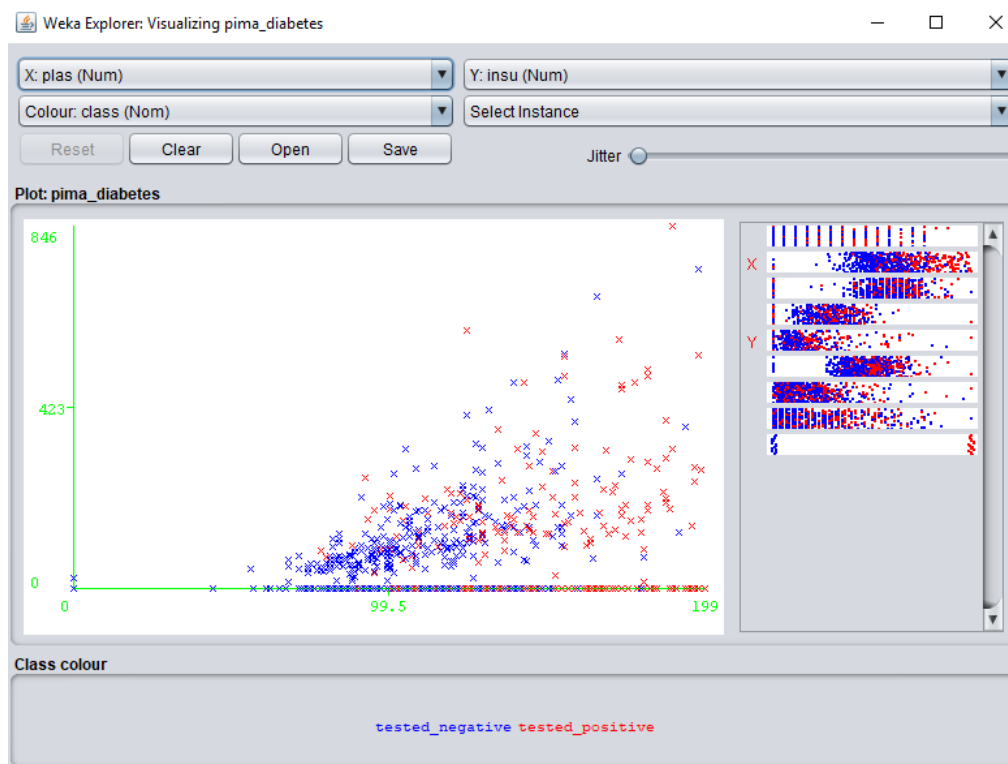 Weka Explorer: Visualizing pima_diabetes
X: plas (Num) Y: insu (Num)
Colour: class (Nom) Select Instance
Reset Clear Open Save Jitter
Plot: pima_diabetes
846
X
Y
423
0
0 99.5 199
Class colour
tested_negative tested_positive